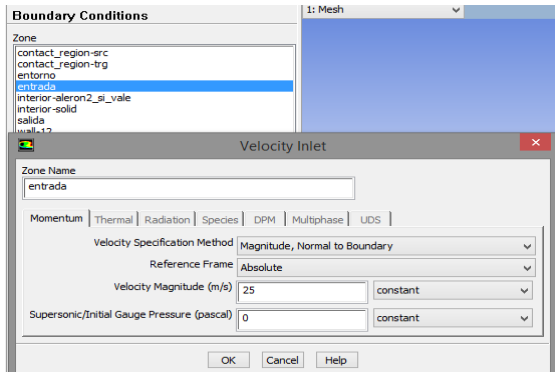 Boundary Conditions
1: Mesh
Zone
contact_region-src
contact_region-trg
entorno
entrada
interior-aleron2_si_vale
interior-solid
salida
wall-12
Velocity Inlet
Zone Name
entrada
Momentum Thermal Radiation Species DPM Multiphase UDS
Velocity Specification Method Magnitude, Normal to Boundary
Reference Frame Absolute
Velocity Magnitude (m/s) 25 constant
Supersonic/Initial Gauge Pressure (pascal) 0 constant
OK Cancel Help